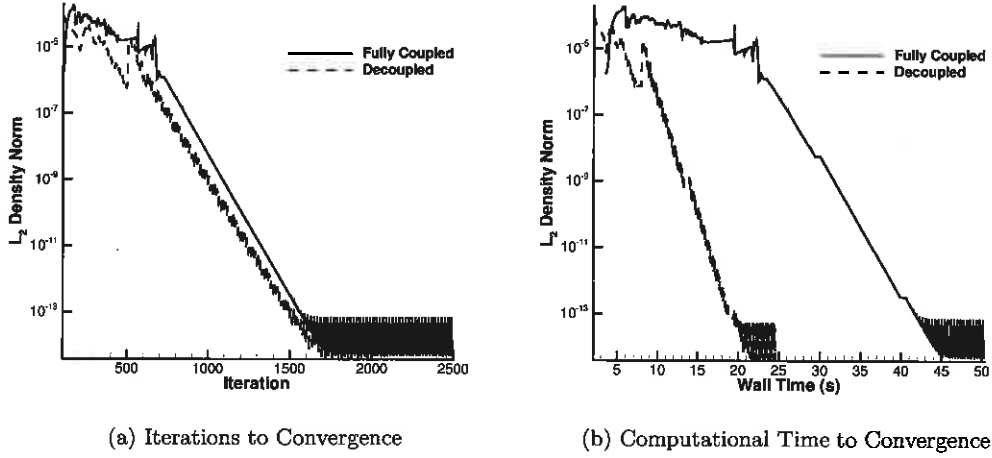 10⁻⁵
10⁻⁷
10⁻⁹
10⁻¹¹
10⁻¹³
L₂ Density Norm
Fully Coupled
Decoupled
500 1000 1500 2000 2500
Iteration
(a) Iterations to Convergence
10⁻⁵
10⁻⁷
10⁻⁹
10⁻¹¹
10⁻¹³
L₂ Density Norm
Fully Coupled
Decoupled
5 10 15 20 25 30 35 40 45 50
Wall Time (s)
(b) Computational Time to Convergence